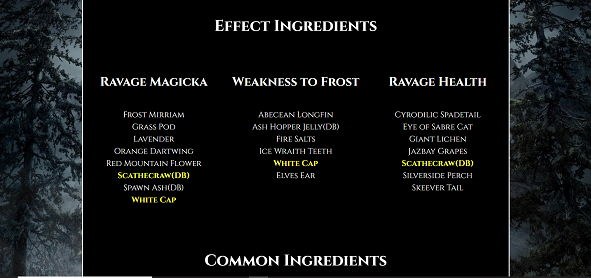 Effect Ingredients
Ravage Magicka
Frost Mirriam
Grass Pod
Lavender
Orange Dartwing
Red Mountain Flower
Scathecraw(DB)
Spawn Ash(DB)
White Cap
Weakness to Frost
Abecean Longfin
Ash Hopper Jelly(DB)
Fire Salts
Ice Wraith Teeth
White Cap
Elves Ear
Ravage Health
Cyrodilic Spadetail
Eye of Sabre Cat
Giant Lichen
Jazbay Grapes
Scathecraw(DB)
Silverside Perch
Skeever Tail
Common Ingredients